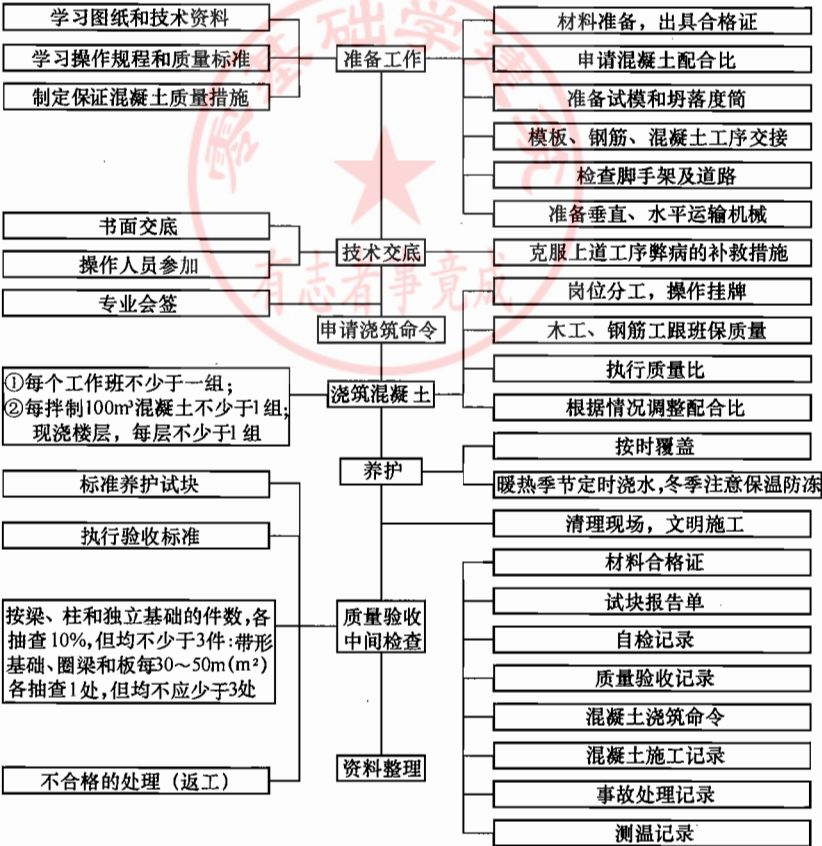 学习图纸和技术资料
学习操作规程和质量标准
制定保证混凝土质量措施
准备工作
材料准备，出具合格证
申请混凝土配合比
准备试模和坍落度筒
模板、钢筋、混凝土工序交接
检查脚手架及道路
准备垂直、水平运输机械
零基础学建筑
有志者事竟成
书面交底
操作人员参加
专业会签
技术交底
克服上道工序弊病的补救措施
申请浇筑命令
岗位分工，操作挂牌
木工、钢筋工跟班保质量
执行质量比
根据情况调整配合比
浇筑混凝土
①每个工作班不少于一组；
②每拌制100m³混凝土不少于1组；
现浇楼层，每层不少于1组
养护
按时覆盖
暖热季节定时浇水，冬季注意保温防冻
清理现场，文明施工
标准养护试块
执行验收标准
按梁、柱和独立基础的件数，各
抽查10%，但均不少于3件：带形
基础、圈梁和板每30～50m(m²)
各抽查1处，但均不应少于3处
不合格的处理（返工）
质量验收
中间检查
资料整理
材料合格证
试块报告单
自检记录
质量验收记录
混凝土浇筑命令
混凝土施工记录
事故处理记录
测温记录